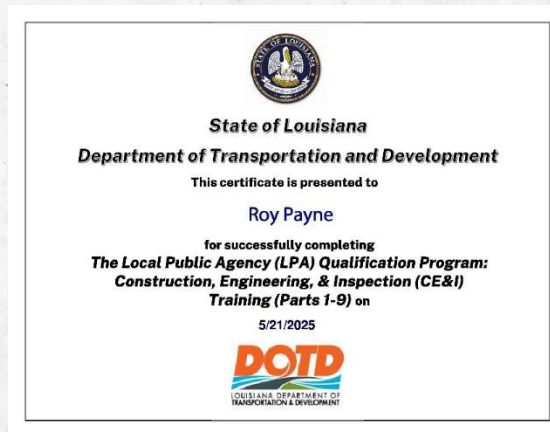 STATE OF LOUISIANA
State of Louisiana
Department of Transportation and Development
This certificate is presented to
Roy Payne
for successfully completing
The Local Public Agency (LPA) Qualification Program:
Construction, Engineering, & Inspection (CE&I)
Training (Parts 1-9) on
5/21/2025
DOTD
LOUISIANA DEPARTMENT OF
TRANSPORTATION & DEVELOPMENT